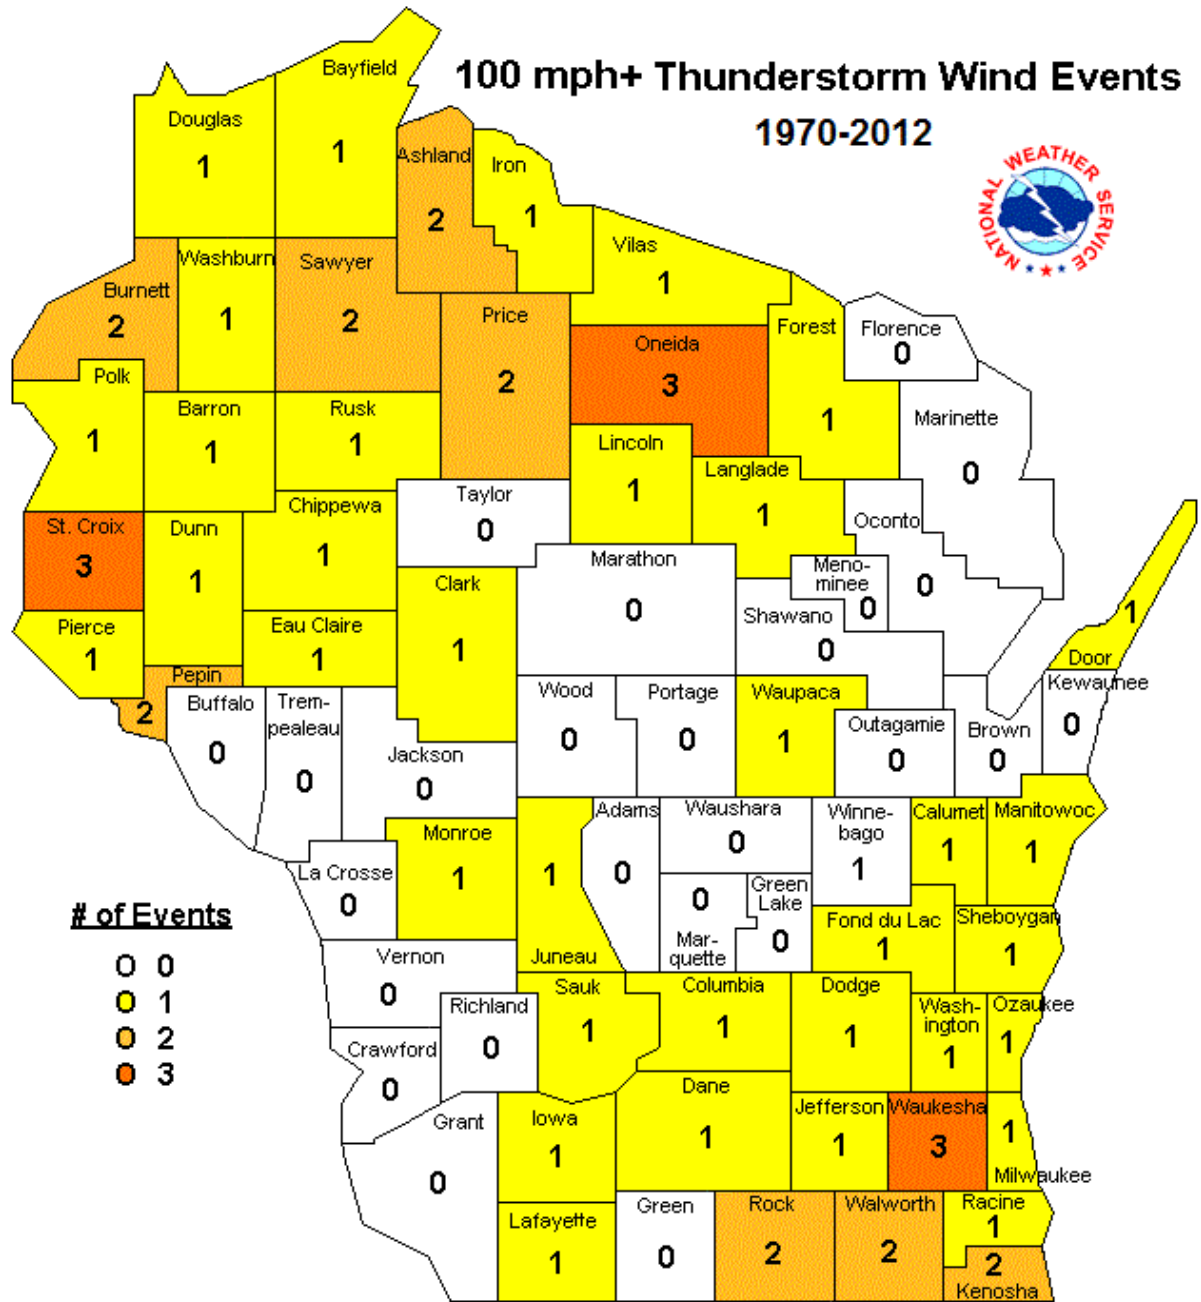 100 mph+ Thunderstorm Wind Events
1970-2012
NATIONAL WEATHER SERVICE
Bayfield
1
Douglas
1
Ashland
2
Iron
1
Vilas
1
Washburn
1
Sawyer
2
Burnett
2
Price
2
Oneida
3
Forest
1
Florence
0
Polk
1
Barron
1
Rusk
1
Marinette
0
Lincoln
1
Langlade
1
Taylor
0
Chippewa
1
St. Croix
3
Dunn
1
Oconto
0
Marathon
0
Meno-
minee
0
Clark
1
Shawano
0
Pierce
1
Eau Claire
1
Door
1
Pepin
2
Buffalo
0
Trem-
pealeau
0
Wood
0
Portage
0
Waupaca
1
Outagamie
0
Brown
0
Kewaunee
0
Jackson
0
Adams
0
Waushara
0
Winne-
bago
1
Calumet
1
Manitowoc
1
Monroe
1
Juneau
1
La Crosse
0
0
Mar-
quette
Green
Lake
0
Fond du Lac
1
Sheboygan
1
# of Events
0
1
2
3
Vernon
0
Richland
0
Sauk
1
Columbia
1
Dodge
1
Wash-
ington
1
Ozaukee
1
Crawford
0
Grant
0
Iowa
1
Dane
1
Jefferson
1
Waukesha
3
1
Milwaukee
Lafayette
1
Green
0
Rock
2
Walworth
2
Racine
1
2
Kenosha